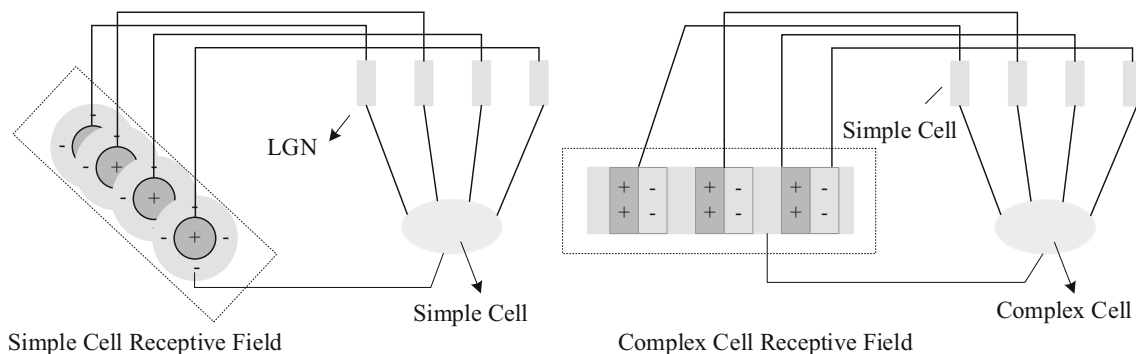 LGN
Simple Cell
Simple Cell Receptive Field
Simple Cell
Complex Cell
Complex Cell Receptive Field
+ + + +
- - - - - - - - - - - - -
+ - + - + -
+ - + - + -